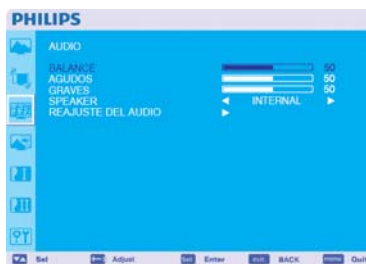 PHILIPS
AUDIO
BALANCE 50
AGUDOS 50
GRAVES 50
SPEAKER INTERNAL
REAJUSTE DEL AUDIO
Sel Adjust Set Enter exit BACK menu Quit